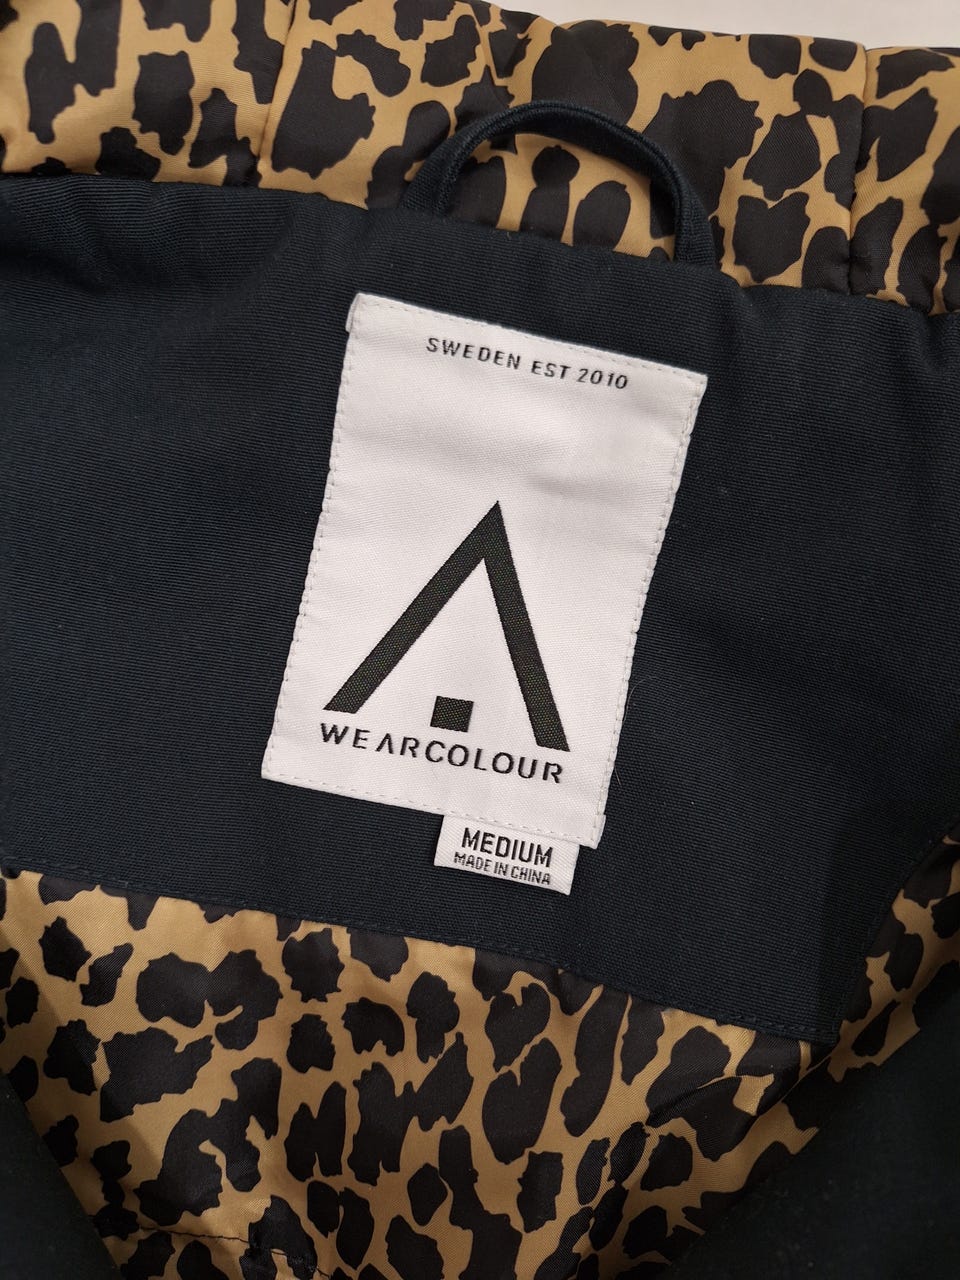 SWEDEN EST 2010
WEARCOLOUR
MEDIUM
MADE IN CHINA